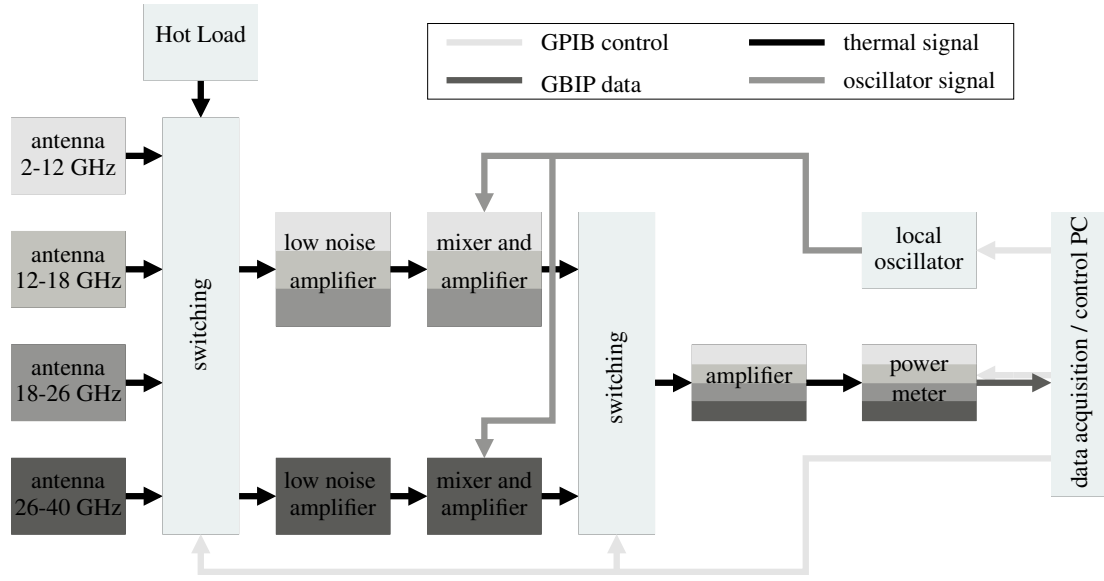 Hot Load
GPIB control
thermal signal
GBIP data
oscillator signal
antenna
2-12 GHz
antenna
12-18 GHz
antenna
18-26 GHz
antenna
26-40 GHz
switching
low noise
amplifier
mixer and
amplifier
low noise
amplifier
mixer and
amplifier
switching
amplifier
local
oscillator
power
meter
data acquisition / control PC